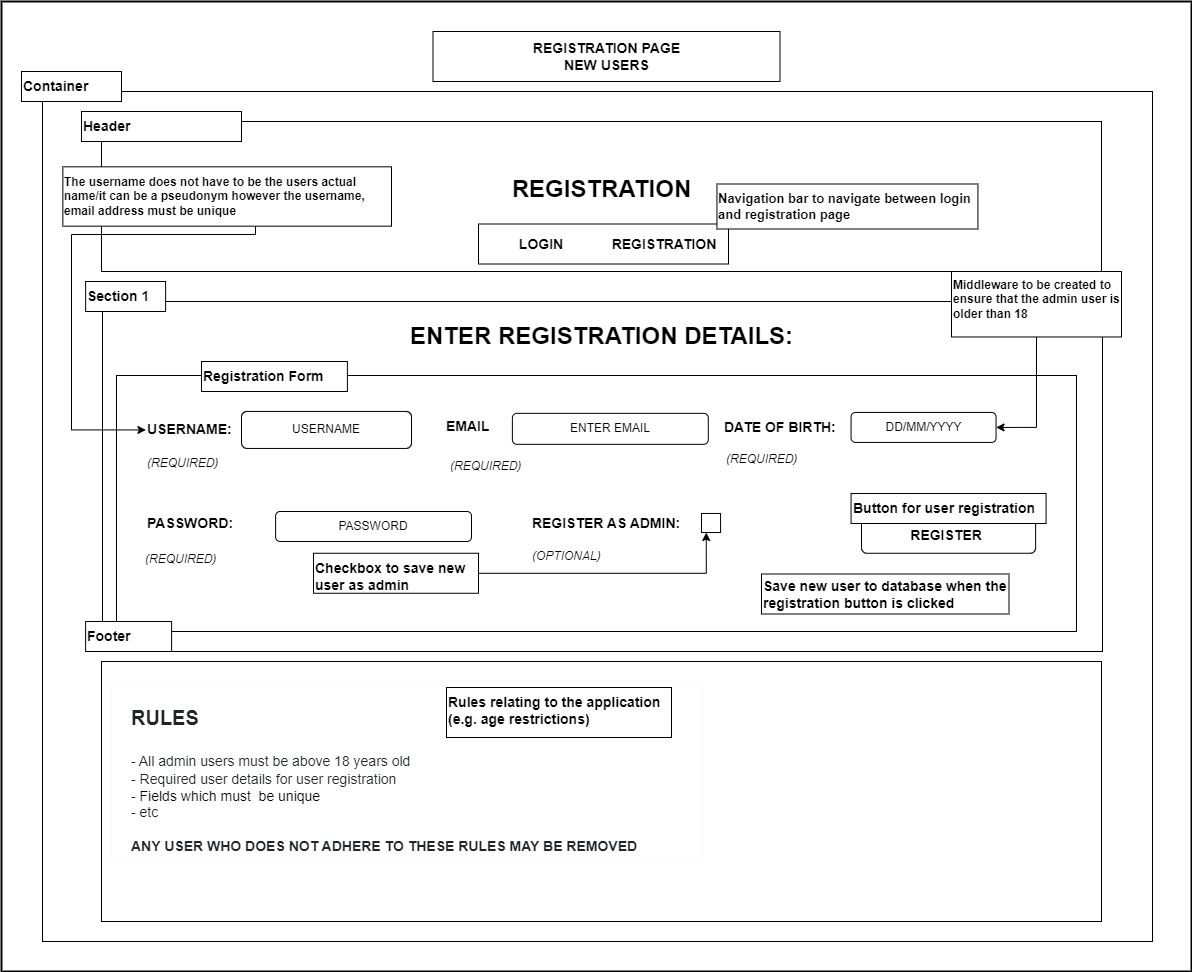 REGISTRATION PAGE
NEW USERS
Container
Header
The username does not have to be the users actual
name/it can be a pseudonym however the username,
email address must be unique
REGISTRATION
Navigation bar to navigate between login
and registration page
LOGIN REGISTRATION
Section 1
Middleware to be created to
ensure that the admin user is
older than 18
ENTER REGISTRATION DETAILS:
Registration Form
USERNAME: USERNAME EMAIL ENTER EMAIL DATE OF BIRTH: DD/MM/YYYY
(REQUIRED) (REQUIRED) (REQUIRED)
Button for user registration
PASSWORD: PASSWORD REGISTER AS ADMIN: REGISTER
(REQUIRED) (OPTIONAL)
Checkbox to save new
user as admin
Save new user to database when the
registration button is clicked
Footer
Rules relating to the application
(e.g. age restrictions)
RULES
- All admin users must be above 18 years old
- Required user details for user registration
- Fields which must be unique
- etc
ANY USER WHO DOES NOT ADHERE TO THESE RULES MAY BE REMOVED